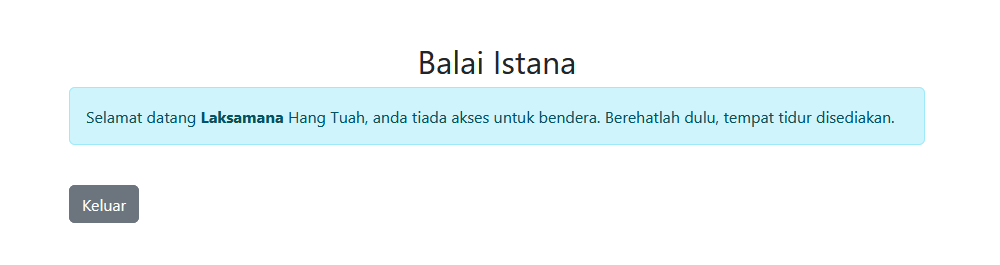 Balai Istana
Selamat datang Laksamana Hang Tuah, anda tiada akses untuk bendera. Berehatlah dulu, tempat tidur disediakan.
Keluar